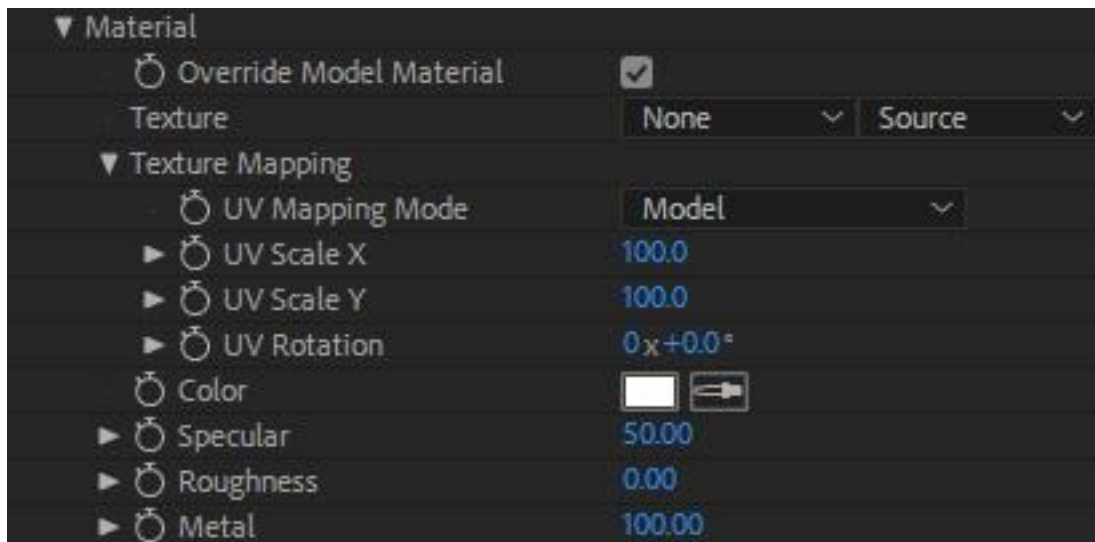 Material
Override Model Material
Texture None Source
Texture Mapping
UV Mapping Mode Model
UV Scale X 100.0
UV Scale Y 100.0
UV Rotation 0x+0.0°
Color
Specular 50.00
Roughness 0.00
Metal 100.00